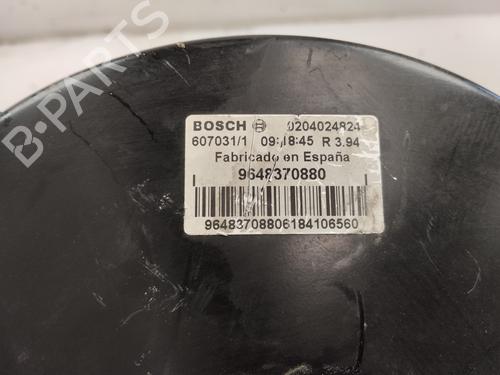 BOSCH 0204024824
607031/1 09:18:45 R 3.94
Fabricado en España
9648370880
96483708806184106560
B-Parts